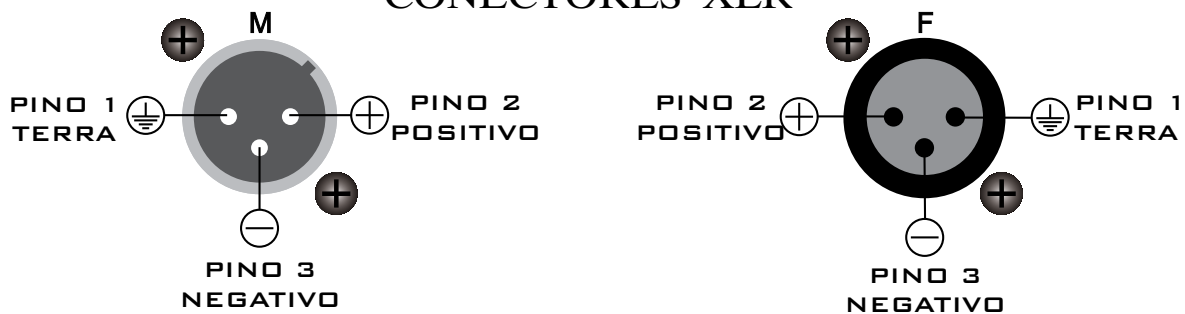 CONECTORES XLR
M
F
PINO 1
TERRA
PINO 2
POSITIVO
PINO 3
NEGATIVO
PINO 2
POSITIVO
PINO 1
TERRA
PINO 3
NEGATIVO